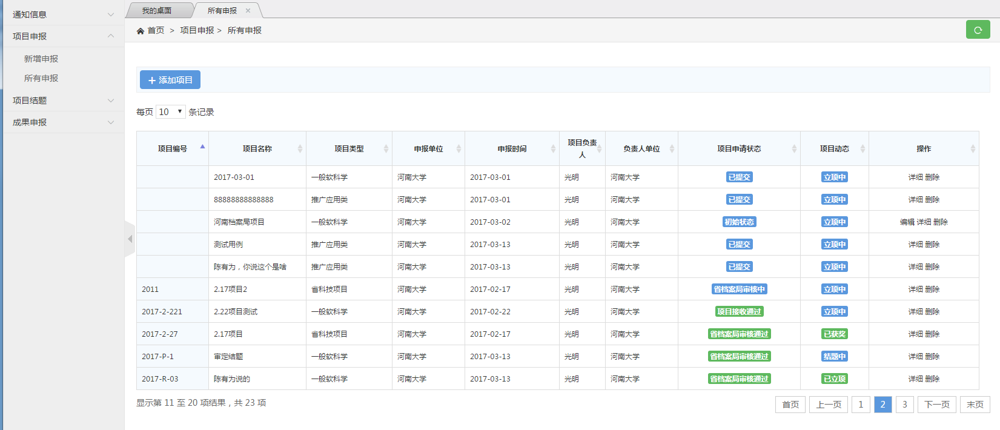 通知信息
项目申报
新增申报
所有申报
项目结题
成果申报
我的桌面 所有申报
首页 > 项目申报 > 所有申报
添加项目
每页 10 条记录
项目编号 项目名称 项目类型 申报单位 申报时间 项目负责人 负责人单位 项目申请状态 项目动态 操作
2017-03-01 一般软科学 河南大学 2017-03-01 光明 河南大学 已提交 立项中 详细 删除
88888888888888 推广应用类 河南大学 2017-03-01 光明 河南大学 已提交 立项中 详细 删除
河南档案局项目 一般软科学 河南大学 2017-03-02 光明 河南大学 初始状态 立项中 编辑 详细 删除
测试用例 推广应用类 河南大学 2017-03-13 光明 河南大学 已提交 立项中 详细 删除
陈有为，你说这个是啥 推广应用类 河南大学 2017-03-13 光明 河南大学 已提交 立项中 详细 删除
2011 2.17项目2 省科技项目 河南大学 2017-02-17 光明 河南大学 省档案局审核中 立项中 详细 删除
2017-2-221 2.22项目测试 一般软科学 河南大学 2017-02-22 光明 河南大学 项目接收通过 立项中 详细 删除
2017-2-27 2.17项目 省科技项目 河南大学 2017-02-17 光明 河南大学 省档案局审核通过 已获奖 详细 删除
2017-P-1 审定结题 一般软科学 河南大学 2017-03-13 光明 河南大学 省档案局审核通过 结题中 详细 删除
2017-R-03 陈有为说的 一般软科学 河南大学 2017-03-13 光明 河南大学 省档案局审核通过 已立项 详细 删除
显示第 11 至 20 项结果，共 23 项
首页 上一页 1 2 3 下一页 末页